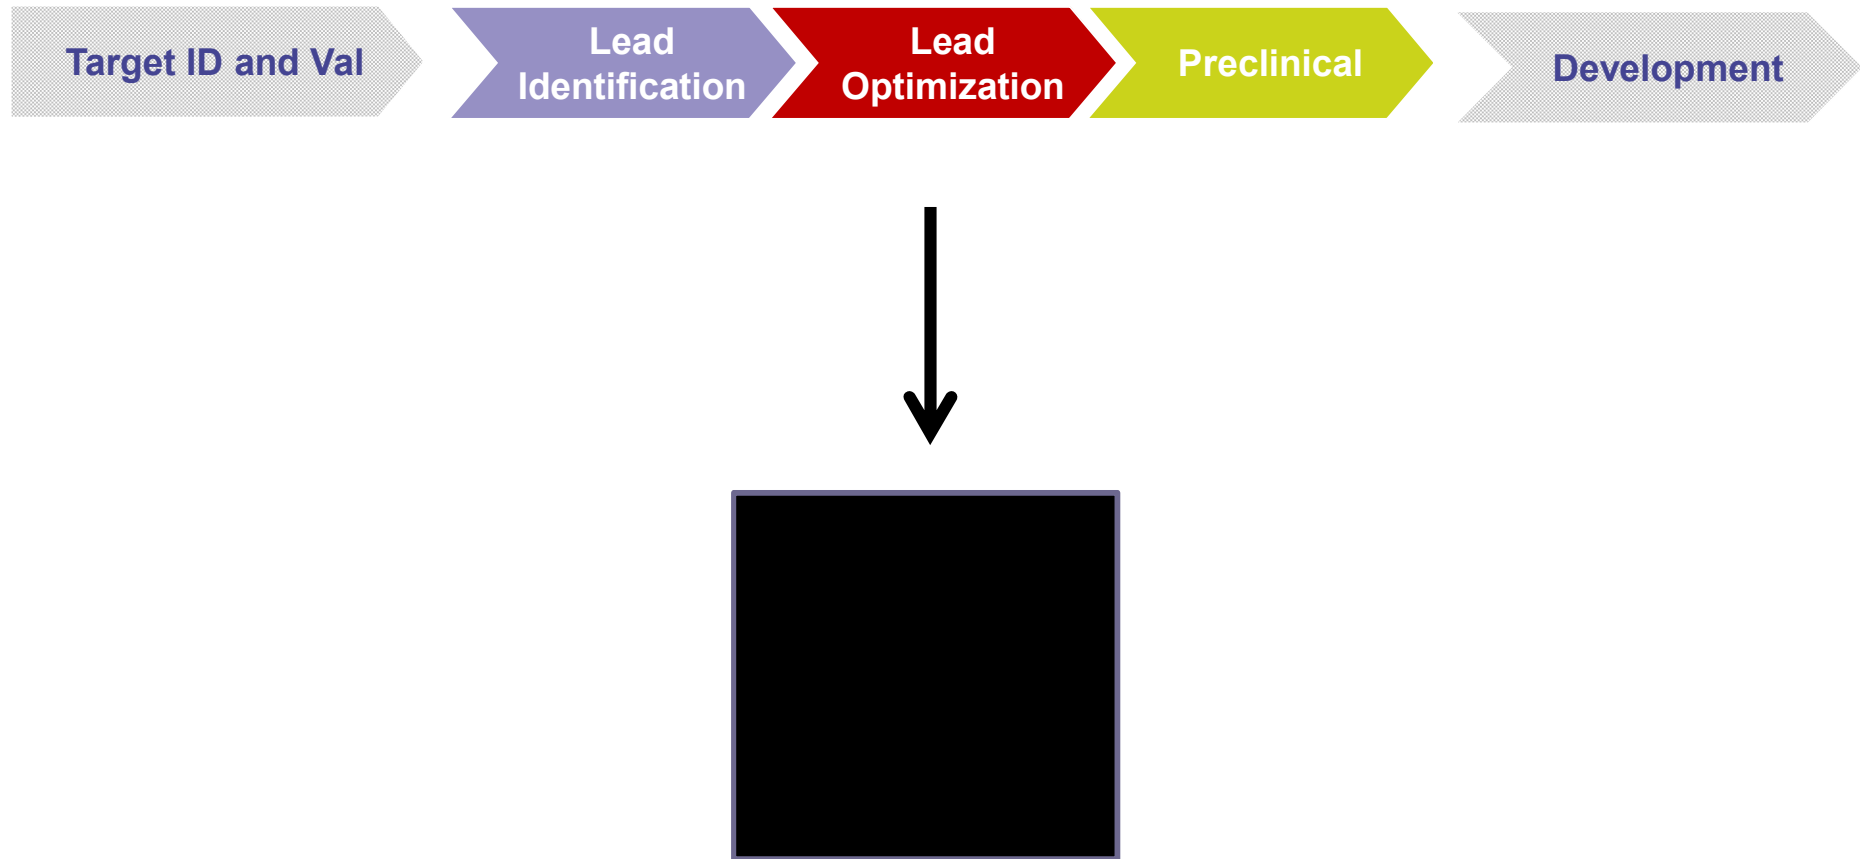 Target ID and Val
Lead
Identification
Lead
Optimization
Preclinical
Development